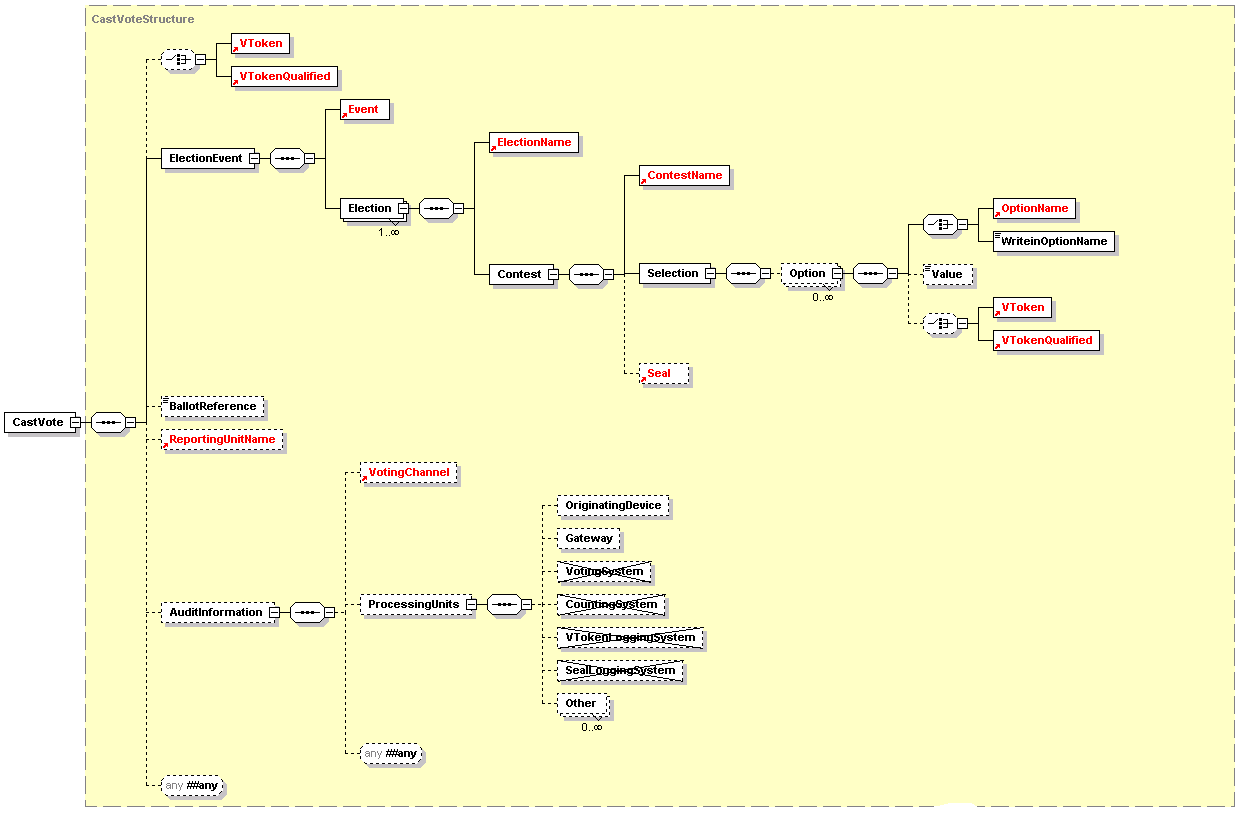 CastVoteStructure
VToken
VTokenQualified
Event
ElectionEvent
ElectionName
ContestName
Election
1..∞
OptionName
WriteinOptionName
Contest
Selection
Option
0..∞
Value
VToken
VTokenQualified
Seal
BallotReference
CastVote
ReportingUnitName
VotingChannel
OriginatingDevice
Gateway
VotingSystem
ProcessingUnits
CountingSystem
AuditInformation
VTokenLoggingSystem
SealLoggingSystem
Other
0..∞
any ##any
any ##any